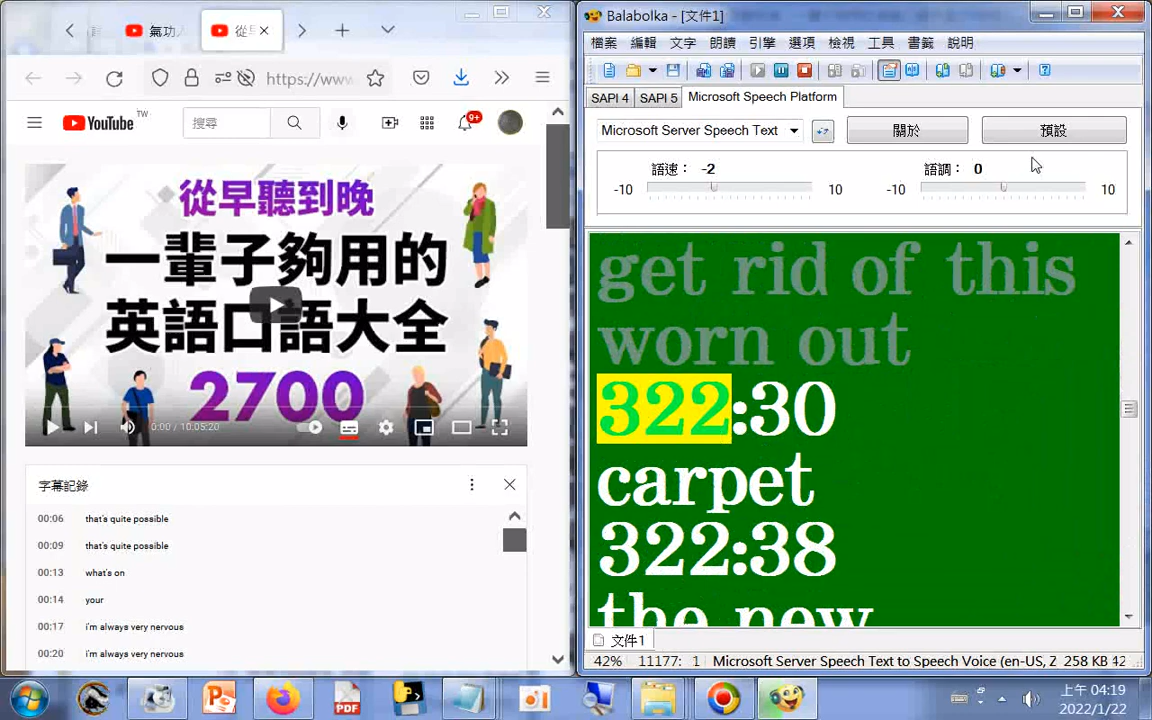 氣功
從
https://www
YouTube TW
搜尋
9+
從早聽到晚
一輩子夠用的
英語口語大全
2700
0:00 / 10:05:20
字幕記錄
00:06 that's quite possible
00:09 that's quite possible
00:13 what's on
00:14 your
00:17 i'm always very nervous
00:20 i'm always very nervous
Balabolka - [文件1]
檔案 編輯 文字 朗讀 引擎 選項 檢視 工具 書籤 說明
SAPI 4 SAPI 5 Microsoft Speech Platform
Microsoft Server Speech Text 關於 預設
語速: -2 語調: 0
-10 10 -10 10
get rid of this
worn out
322:30
carpet
322:38
the new
文件1
42% 11177: 1 Microsoft Server Speech Text to Speech Voice (en-US, Z 258 KB 42
PDF
上午 04:19
2022/1/22